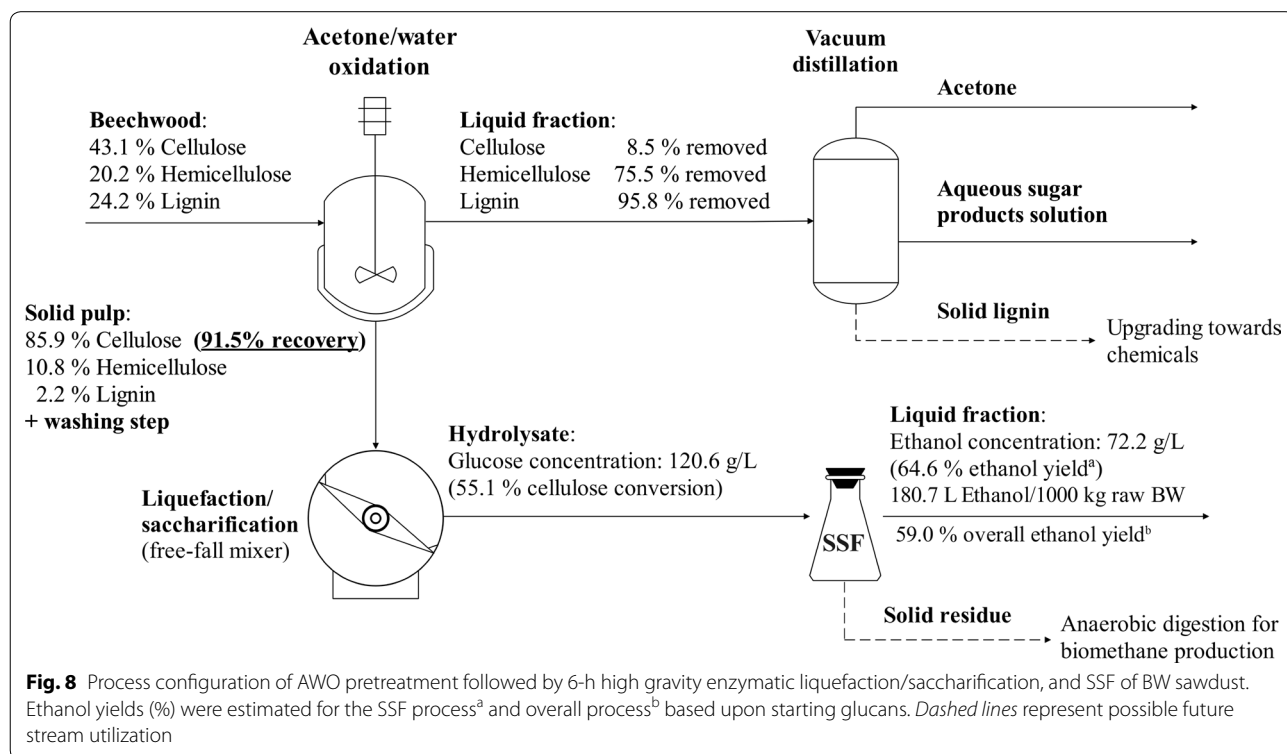 Acetone/water
oxidation
Vacuum
distillation
Acetone
Beechwood:
43.1 % Cellulose
20.2 % Hemicellulose
24.2 % Lignin
Liquid fraction:
Cellulose 8.5 % removed
Hemicellulose 75.5 % removed
Lignin 95.8 % removed
Aqueous sugar
products solution
Solid lignin
Upgrading towards
chemicals
Solid pulp:
85.9 % Cellulose (91.5% recovery)
10.8 % Hemicellulose
2.2 % Lignin
+ washing step
Liquefaction/
saccharification
(free-fall mixer)
Hydrolysate:
Glucose concentration: 120.6 g/L
(55.1 % cellulose conversion)
SSF
Liquid fraction:
Ethanol concentration: 72.2 g/L
(64.6 % ethanol yieldᵃ)
180.7 L Ethanol/1000 kg raw BW
59.0 % overall ethanol yieldᵇ
Solid residue
Anaerobic digestion for
biomethane production
Fig. 8 Process configuration of AWO pretreatment followed by 6-h high gravity enzymatic liquefaction/saccharification, and SSF of BW sawdust.
Ethanol yields (%) were estimated for the SSF processᵃ and overall processᵇ based upon starting glucans. Dashed lines represent possible future
stream utilization